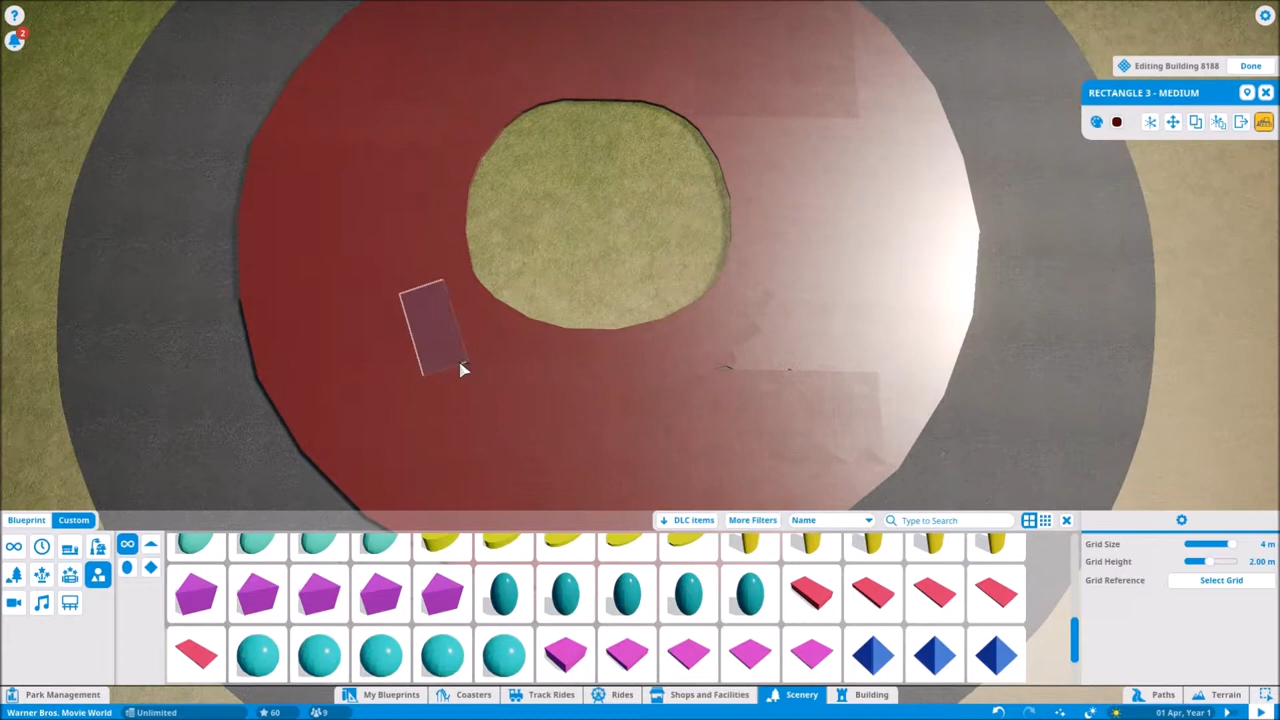 ?
2
Editing Building 8188 Done
RECTANGLE 3 - MEDIUM
Blueprint Custom
DLC items More Filters Name Type to Search
Grid Size 4 m
Grid Height 2.00 m
Grid Reference Select Grid
Park Management My Blueprints Coasters Track Rides Rides Shops and Facilities Scenery Building Paths Terrain
Warner Bros. Movie World Unlimited 60 9 01 Apr, Year 1